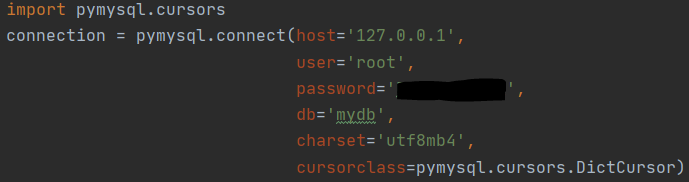 import pymysql.cursors
connection = pymysql.connect(host='127.0.0.1',
user='root',
password='',
db='mydb',
charset='utf8mb4',
cursorclass=pymysql.cursors.DictCursor)